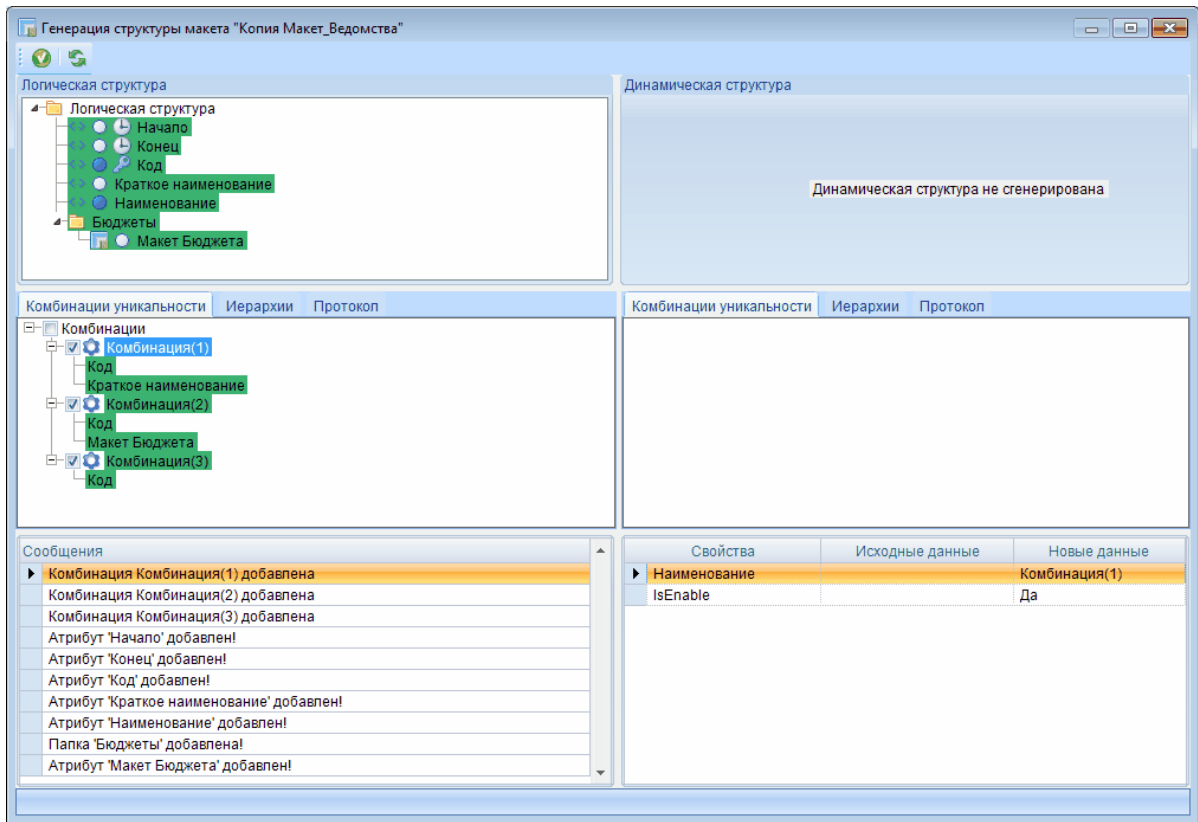 Генерация структуры макета "Копия Макет_Ведомства"
Логическая структура
Логическая структура
Начало
Конец
Код
Краткое наименование
Наименование
Бюджеты
Макет Бюджета
Динамическая структура
Динамическая структура не сгенерирована
Комбинации уникальности Иерархии Протокол
Комбинации
Комбинация(1)
Код
Краткое наименование
Комбинация(2)
Код
Макет Бюджета
Комбинация(3)
Код
Комбинации уникальности Иерархии Протокол
Сообщения
Комбинация Комбинация(1) добавлена
Комбинация Комбинация(2) добавлена
Комбинация Комбинация(3) добавлена
Атрибут 'Начало' добавлен!
Атрибут 'Конец' добавлен!
Атрибут 'Код' добавлен!
Атрибут 'Краткое наименование' добавлен!
Атрибут 'Наименование' добавлен!
Папка 'Бюджеты' добавлена!
Атрибут 'Макет Бюджета' добавлен!
Свойства Исходные данные Новые данные
Наименование Комбинация(1)
IsEnable Да